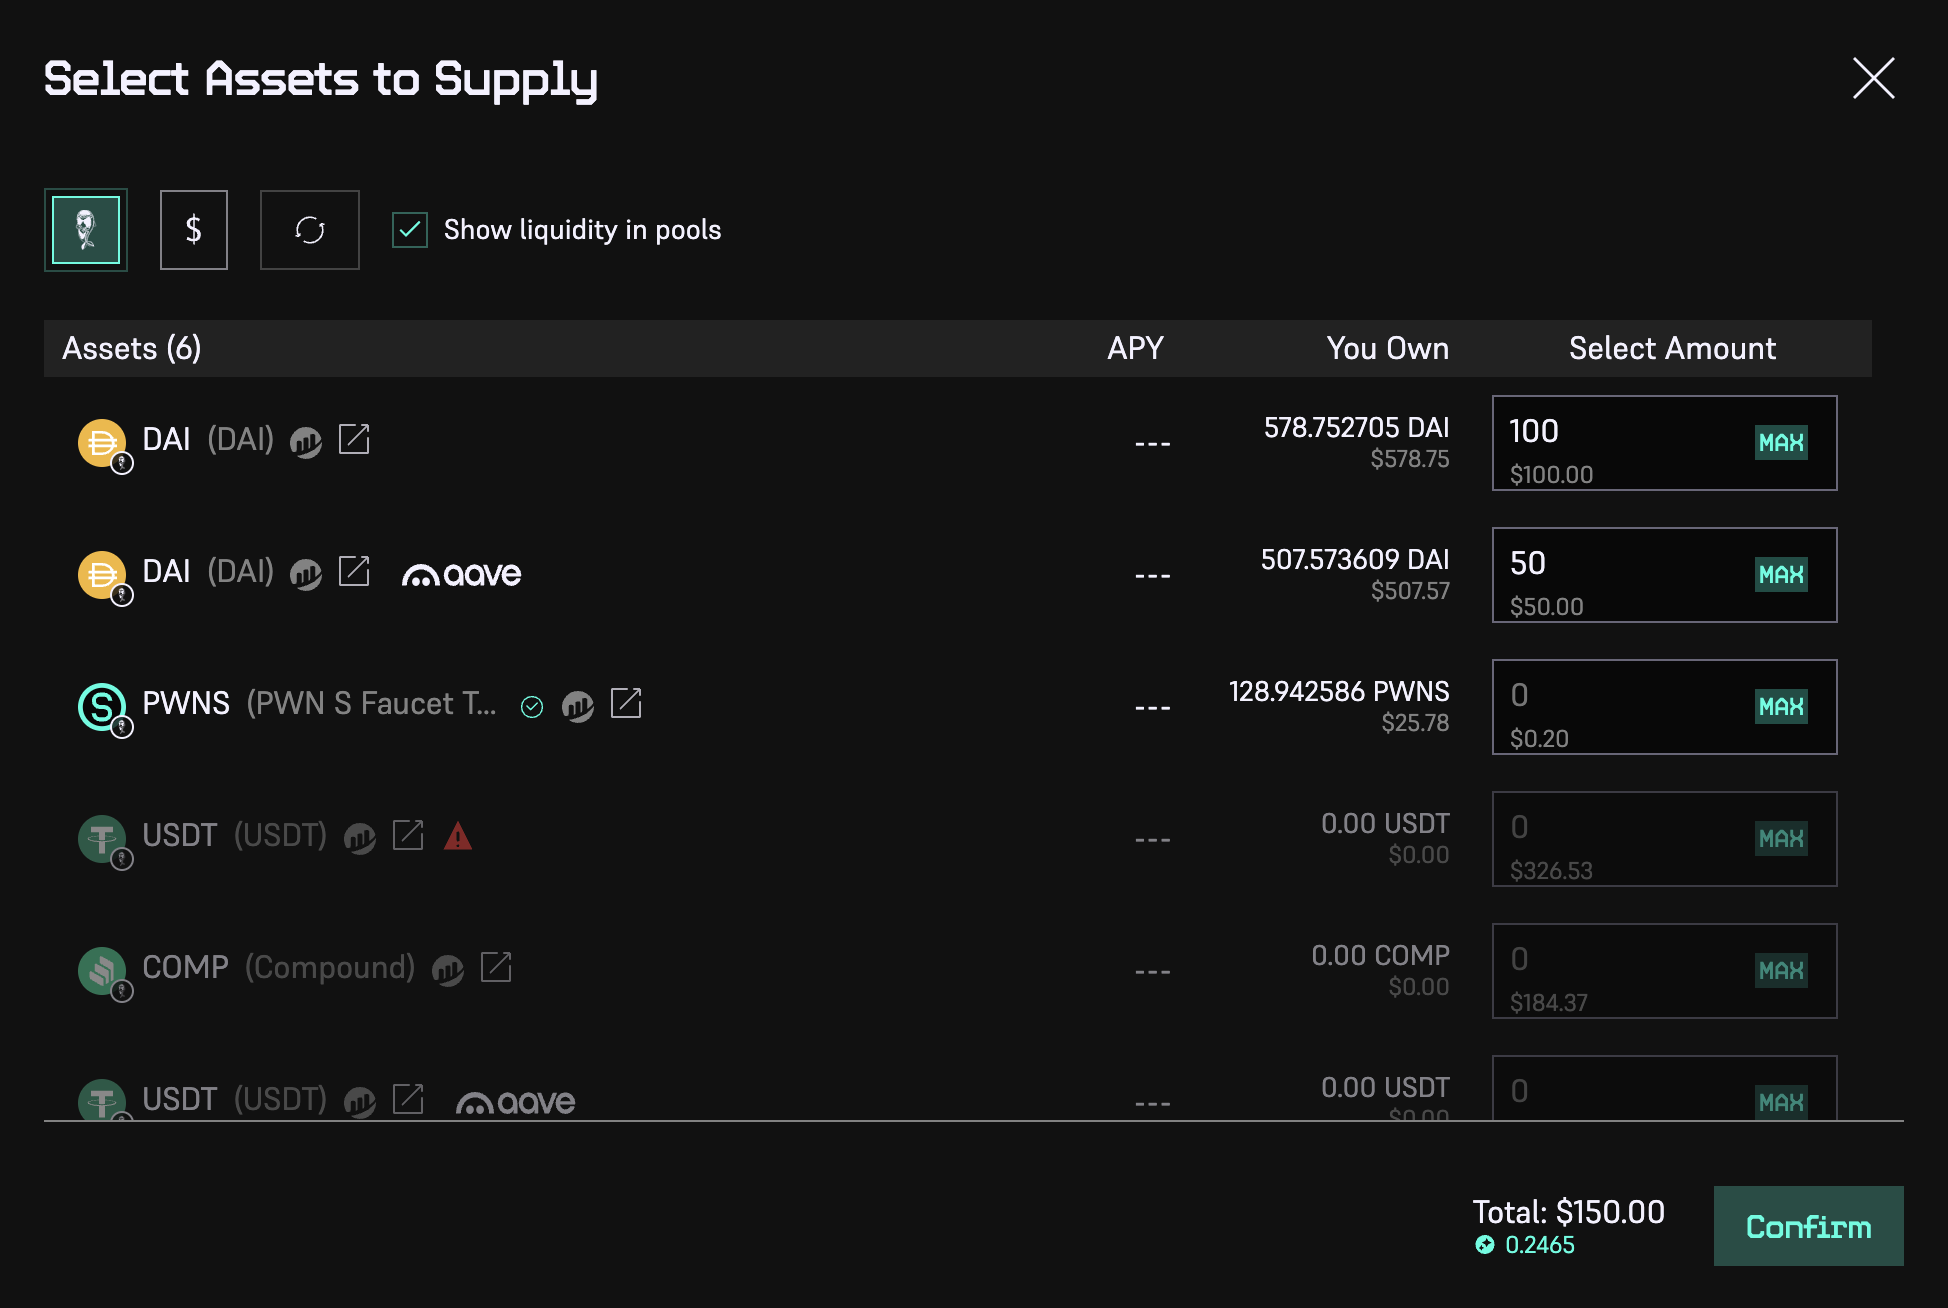 Select Assets to Supply
$
Show liquidity in pools
Assets (6) APY You Own Select Amount
DAI (DAI) --- 578.752705 DAI 100 MAX
$578.75 $100.00
DAI (DAI) aave --- 507.573609 DAI 50 MAX
$507.57 $50.00
PWNS (PWN S Faucet T... --- 128.942586 PWNS 0 MAX
$25.78 $0.20
USDT (USDT) --- 0.00 USDT 0 MAX
$0.00 $326.53
COMP (Compound) --- 0.00 COMP 0 MAX
$0.00 $184.37
USDT (USDT) aave --- 0.00 USDT 0 MAX
$0.00
Total: $150.00
0.2465
Confirm